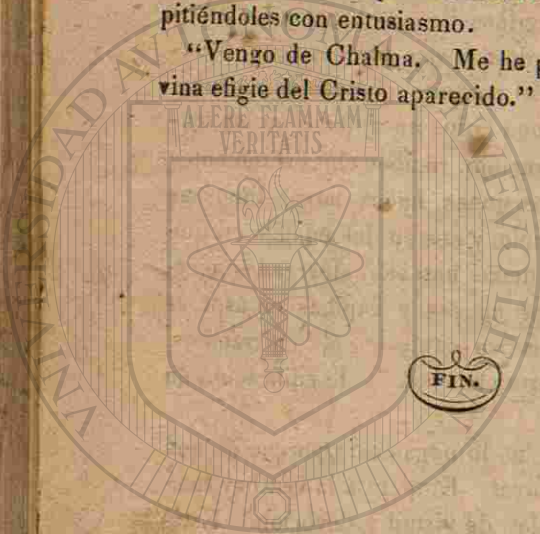 pitiéndoles con entusiasmo.
“Vengo de Chalma. Me he
vina efigie del Cristo aparecido.”
ALERE FLAMMAM
VERITATIS
FIN.